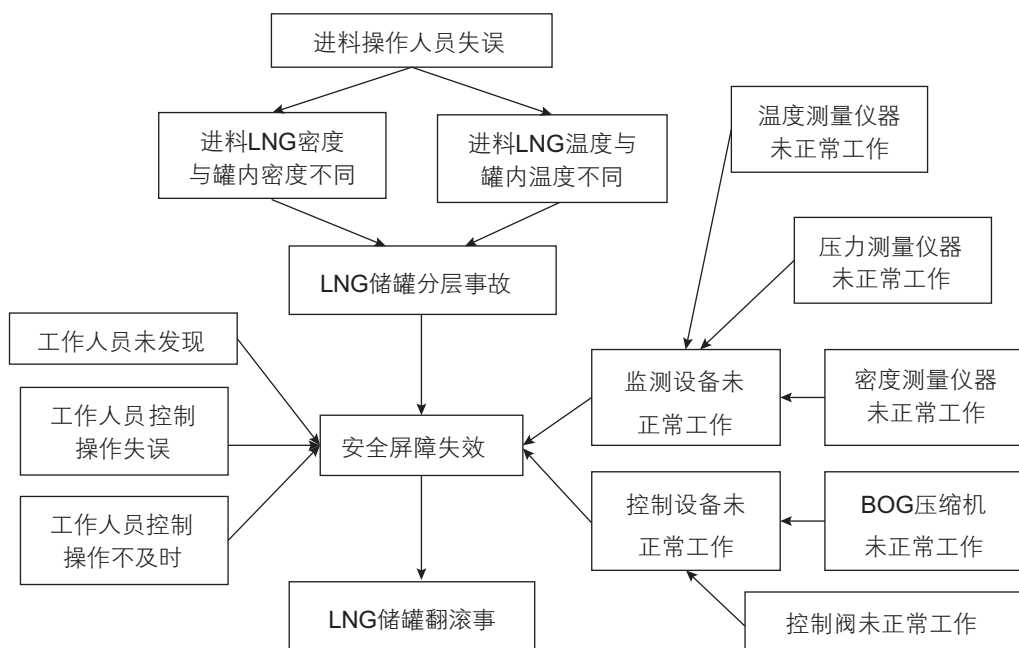 进料操作人员失误
温度测量仪器
未正常工作
进料LNG密度
与罐内密度不同
进料LNG温度与
罐内温度不同
压力测量仪器
未正常工作
LNG储罐分层事故
工作人员未发现
监测设备未
正常工作
密度测量仪器
未正常工作
工作人员控制
操作失误
安全屏障失效
控制设备未
正常工作
BOG压缩机
未正常工作
工作人员控制
操作不及时
LNG储罐翻滚事
控制阀未正常工作